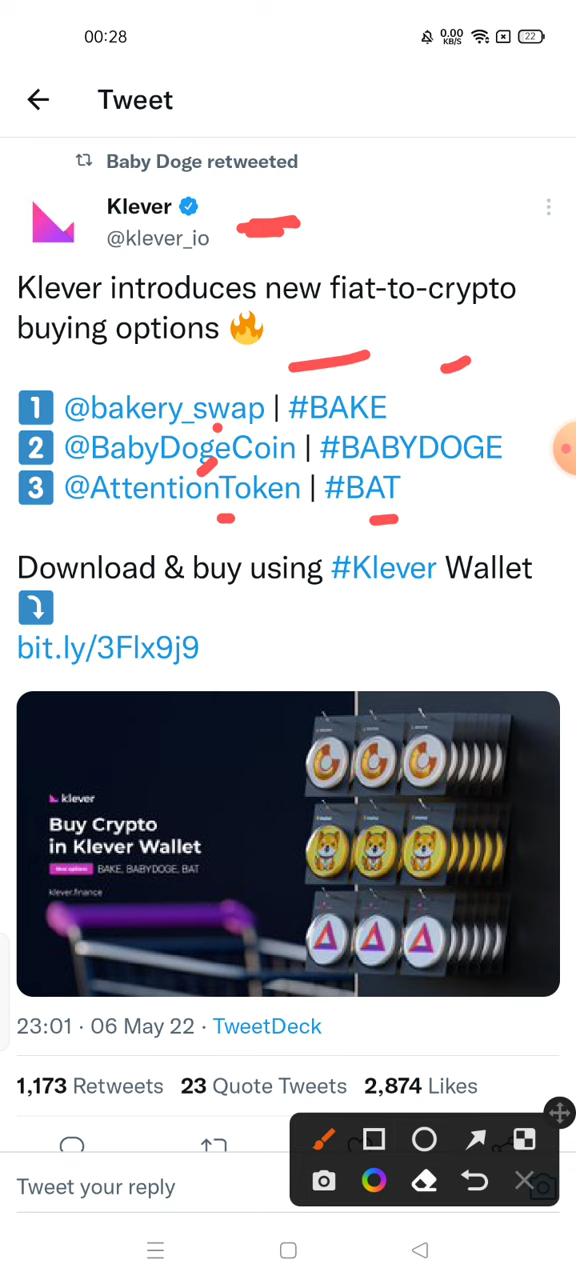 00:28
0.00
KB/S
22
Tweet
Baby Doge retweeted
Klever
@klever_io
Klever introduces new fiat-to-crypto
buying options 🔥
1 @bakery_swap | #BAKE
2 @BabyDogeCoin | #BABYDOGE
3 @AttentionToken | #BAT
Download & buy using #Klever Wallet
⤵️
bit.ly/3Flx9j9
klever
Buy Crypto
in Klever Wallet
New options BAKE, BABYDOGE, BAT
klever.finance
23:01 · 06 May 22 · TweetDeck
1,173 Retweets 23 Quote Tweets 2,874 Likes
Tweet your reply